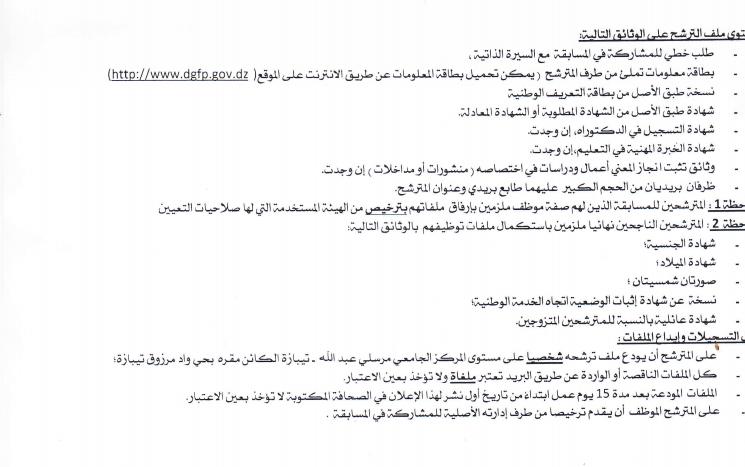 توى ملف الترشح على الوثائق التالية:
- طلب خطي للمشاركة في المسابقة مع السيرة الذاتية،
- بطاقة معلومات تملئ من طرف المترشح ( يمكن تحميل بطاقة المعلومات عن طريق الانترنت على الموقع( http://www.dgfp.gov.dz)
- نسخة طبق الأصل من بطاقة التعريف الوطنية
- شهادة طبق الأصل من الشهادة المطلوبة أو الشهادة المعادلة.
- شهادة التسجيل في الدكتوراه، إن وجدت.
- شهادة الخبرة المهنية في التعليم،إن وجدت.
- وثائق تثبت انجاز المعني أعمال ودراسات في اختصاصه ( منشورات أو مداخلات ) إن وجدت.
- ظرفان بريديان من الحجم الكبير عليهما طابع بريدي وعنوان المترشح.
حظة 1 : المترشحين للمسابقة الذين لهم صفة موظف ملزمين بإرفاق ملفاتهم بترخيص من الهيئة المستخدمة التي لها صلاحيات التعيين
حظة 2 : المترشحين الناجحين نهائيا ملزمين باستكمال ملفات توظيفهم بالوثائق التالية:
- شهادة الجنسية؛
- شهادة الميلاد؛
- صورتان شمسيتان ؛
- نسخة عن شهادة إثبات الوضعية اتجاه الخدمة الوطنية؛
- شهادة عائلية بالنسبة للمترشحين المتزوجين.
التسجيلات وإيداع الملفات :
- على المترشح أن يودع ملف ترشحه شخصيا على مستوى المركز الجامعي مرسلي عبد الله ـ تيبازة الكائن مقره بحي واد مرزوق تيبازة؛
- كل الملفات الناقصة أو الواردة عن طريق البريد تعتبر ملغاة ولا تؤخذ بعين الاعتبار.
- الملفات المودعة بعد مدة 15 يوم عمل ابتداء من تاريخ أول نشر لهذا الإعلان في الصحافة المكتوبة لا تؤخذ بعين الاعتبار.
- على المترشح الموظف أن يقدم ترخيصا من طرف إدارته الأصلية للمشاركة في المسابقة .